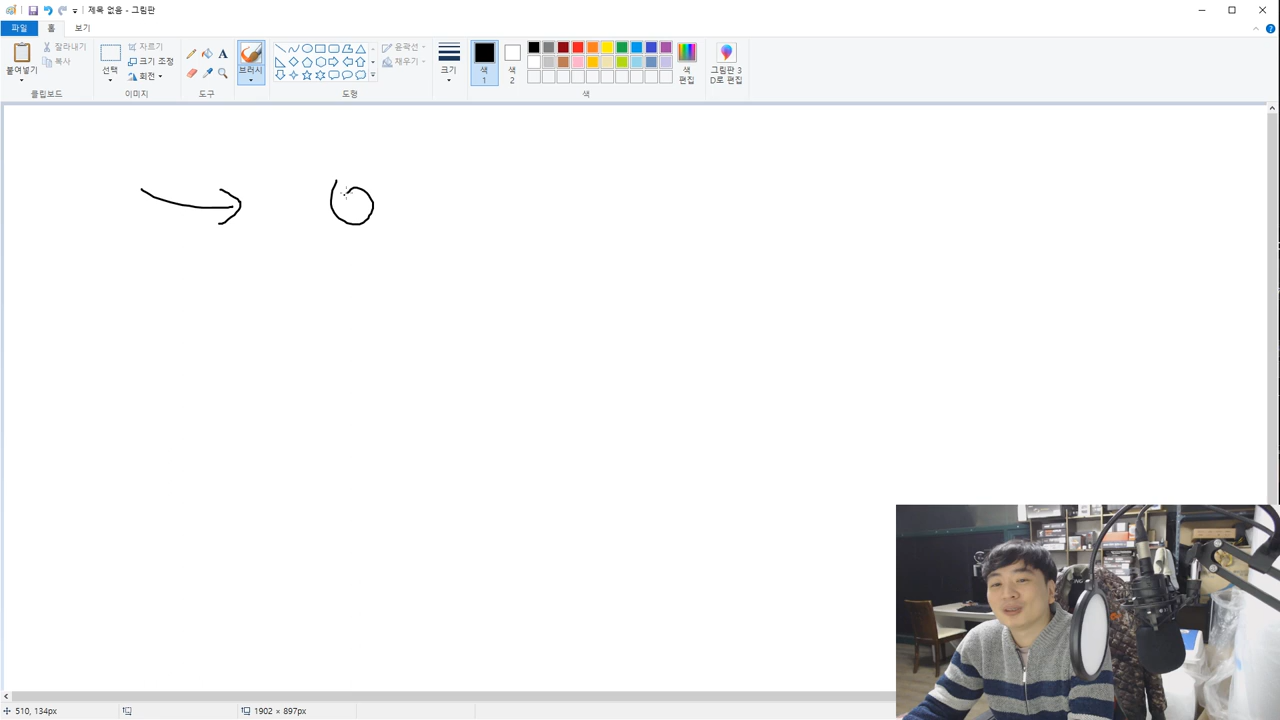 제목 없음 - 그림판
파일 홈 보기
붙여넣기
잘라내기
복사
클립보드
선택
자르기
크기 조정
회전
이미지
A
도구
브러시
윤곽선
채우기
도형
크기
색
1
색
2
색
편집
색
그림판 3
D로 편집
510, 134px
1902 × 897px